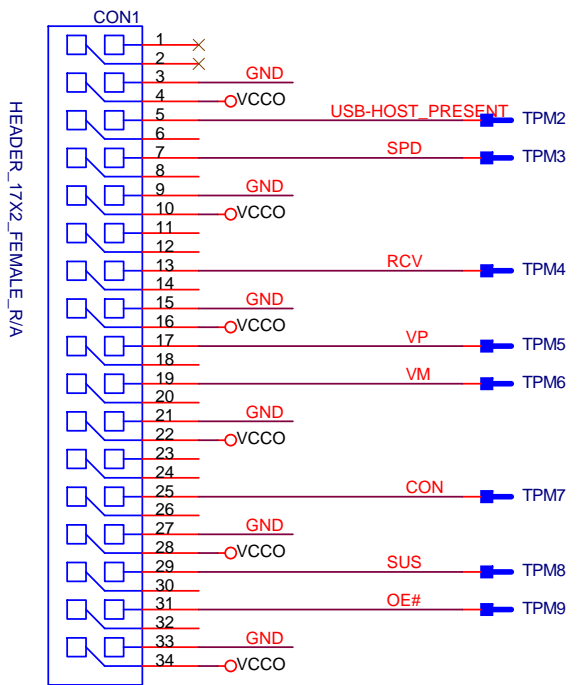 CON1
HEADER_17X2_FEMALE_R/A
1
2
3 GND
4 VCCO
5 USB-HOST_PRESENT TPM2
6
7 SPD TPM3
8
9 GND
10 VCCO
11
12
13 RCV TPM4
14
15 GND
16 VCCO
17 VP TPM5
18
19 VM TPM6
20
21 GND
22 VCCO
23
24
25 CON TPM7
26
27 GND
28 VCCO
29 SUS TPM8
30
31 OE# TPM9
32
33 GND
34 VCCO